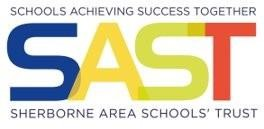 SCHOOLS ACHIEVING SUCCESS TOGETHER
SAST
SHERBORNE AREA SCHOOLS' TRUST